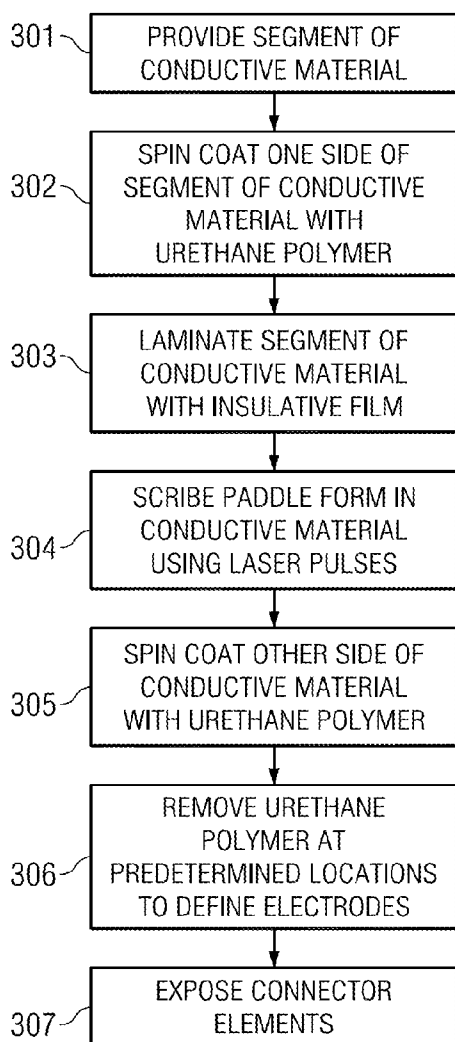 301
PROVIDE SEGMENT OF
CONDUCTIVE MATERIAL
302
SPIN COAT ONE SIDE OF
SEGMENT OF CONDUCTIVE
MATERIAL WITH
URETHANE POLYMER
303
LAMINATE SEGMENT OF
CONDUCTIVE MATERIAL
WITH INSULATIVE FILM
304
SCRIBE PADDLE FORM IN
CONDUCTIVE MATERIAL
USING LASER PULSES
305
SPIN COAT OTHER SIDE OF
CONDUCTIVE MATERIAL
WITH URETHANE POLYMER
306
REMOVE URETHANE
POLYMER AT
PREDETERMINED LOCATIONS
TO DEFINE ELECTRODES
307
EXPOSE CONNECTOR
ELEMENTS